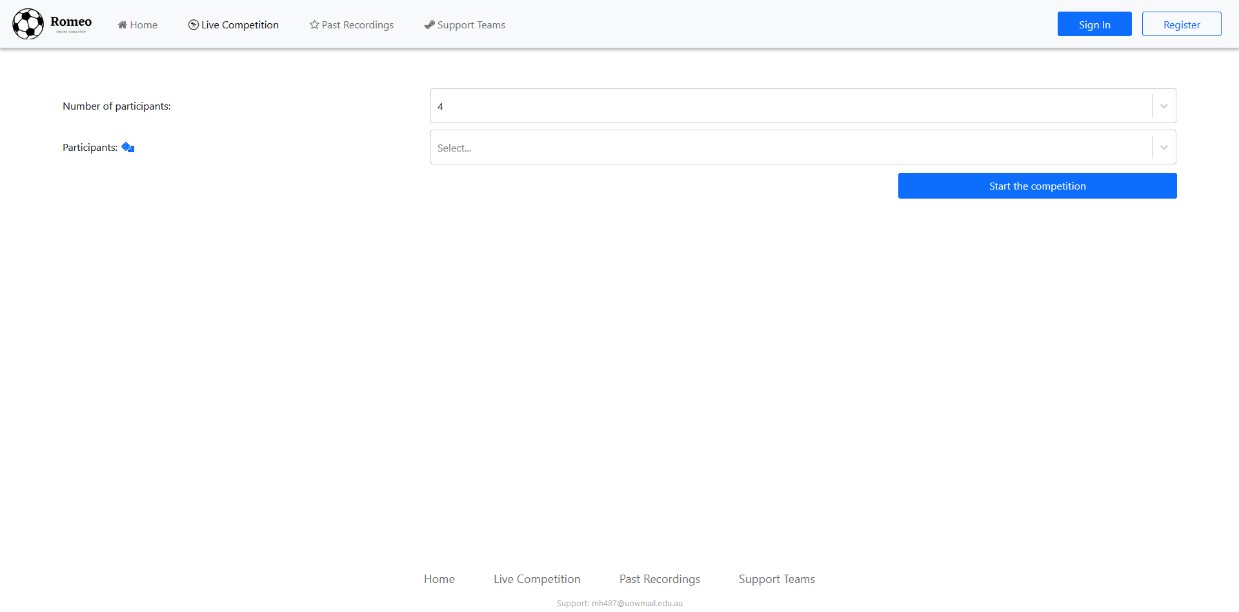 Romeo
Home
Live Competition
Past Recordings
Support Teams
Sign In
Register
Number of participants:
4
Participants:
Select...
Start the competition
Home
Live Competition
Past Recordings
Support Teams
Support: mh487@uowmail.edu.au